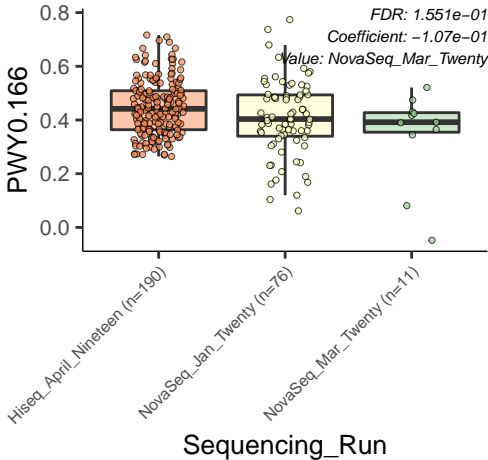 FDR: 1.551e−01
Coefficient: −1.07e−01
Value: NovaSeq_Mar_Twenty
PWY0.166
0.8
0.6
0.4
0.2
0.0
Hiseq_April_Nineteen (n=190)
NovaSeq_Jan_Twenty (n=76)
NovaSeq_Mar_Twenty (n=11)
Sequencing_Run